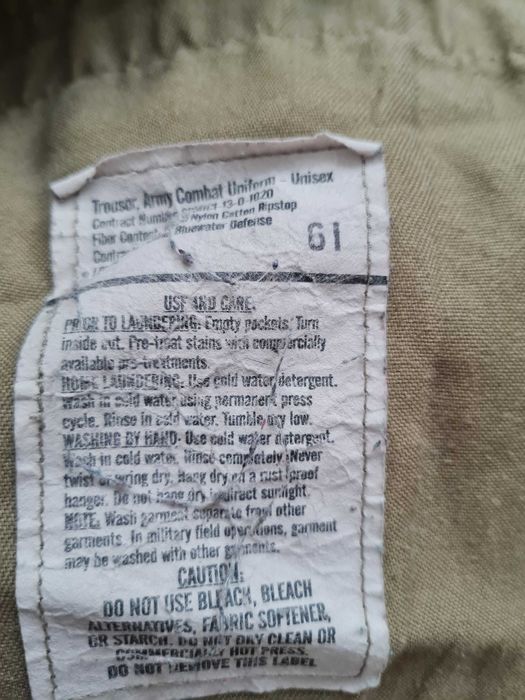 Trouser, Army Combat Uniform - Unisex
Contract Number 13-D-1020
Fiber Content Nylon Cotton Ripstop
Bluewater Defense
61
USE AND CARE.
PRIOR TO LAUNDERING: Empty pockets. Turn
inside out. Pre-treat stains with commercially
available pre-treatments.
HOME LAUNDERING: Use cold water detergent.
Wash in cold water using permanent press
cycle. Rinse in cold water. Tumble dry low.
WASHING BY HAND: Use cold water detergent.
Wash in cold water. Rinse completely. Never
twist or wring dry. Hang dry on a rust proof
hanger. Do not hang dry in direct sunlight.
NOTE: Wash garment separate from other
garments. In military field operations, garment
may be washed with other garments.
CAUTION:
DO NOT USE BLEACH, BLEACH
ALTERNATIVES, FABRIC SOFTENER,
OR STARCH. DO NOT DRY CLEAN OR
COMMERCIALLY HOT PRESS.
DO NOT REMOVE THIS LABEL